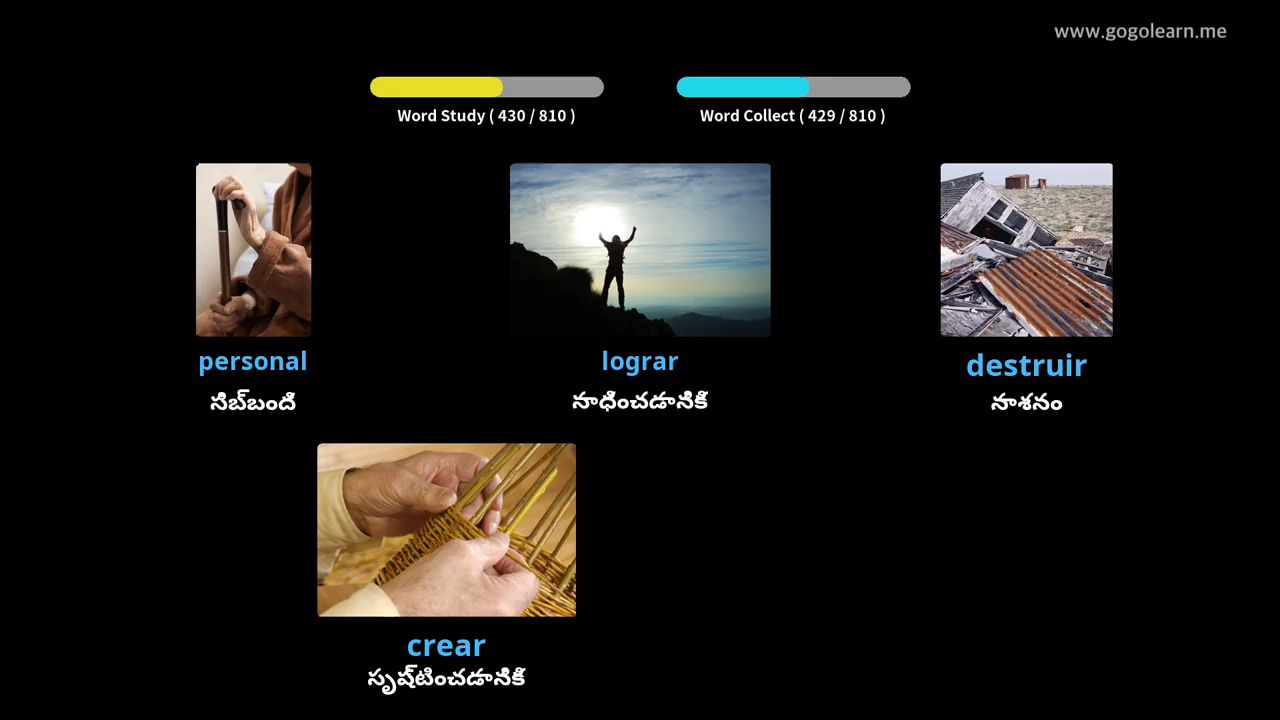 www.gogolearn.me
Word Study ( 430 / 810 )
Word Collect ( 429 / 810 )
personal
సిబ్బంది
lograr
సాధించడానికి
destruir
నాశనం
crear
సృష్టించడానికి